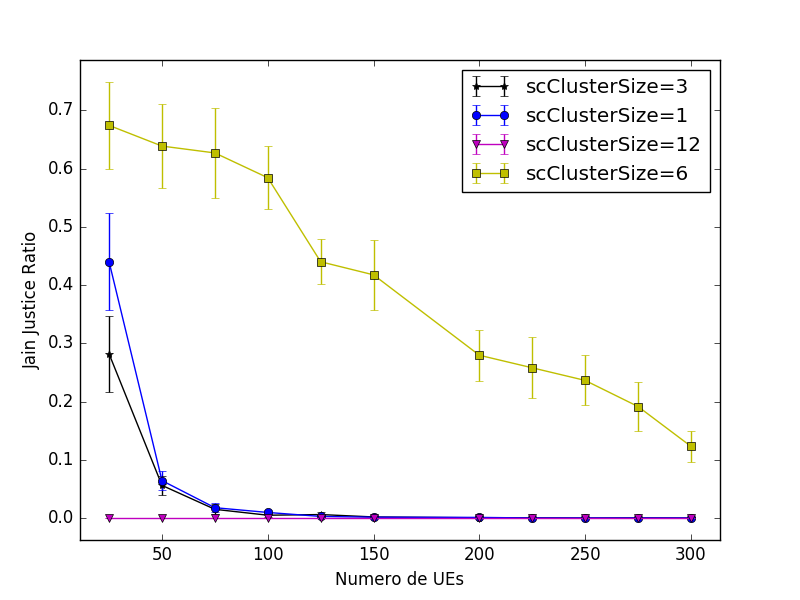 scClusterSize=3
scClusterSize=1
scClusterSize=12
scClusterSize=6
Jain Justice Ratio
0.7
0.6
0.5
0.4
0.3
0.2
0.1
0.0
50 100 150 200 250 300
Numero de UEs